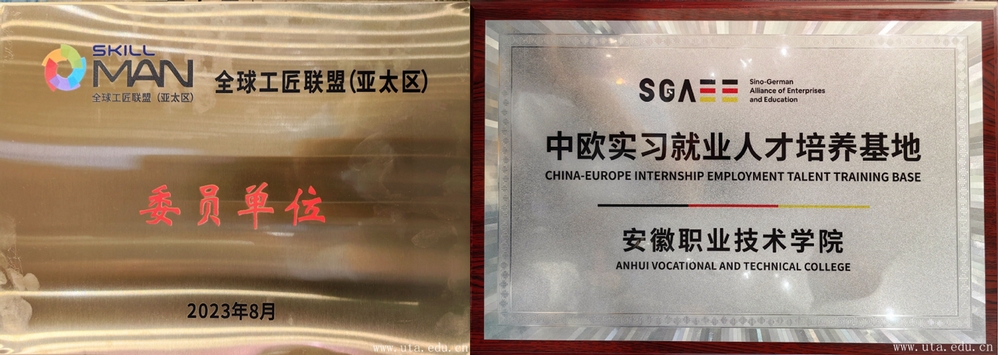 SKILL
MAN
全球工匠联盟（亚太区）
全球工匠联盟(亚太区)
委员单位
2023年8月
www.uta.edu.cn
SGAEE
Sino-German
Alliance of Enterprises
and Education
中欧实习就业人才培养基地
CHINA-EUROPE INTERNSHIP EMPLOYMENT TALENT TRAINING BASE
安徽职业技术学院
ANHUI VOCATIONAL AND TECHNICAL COLLEGE
www.uta.edu.cn